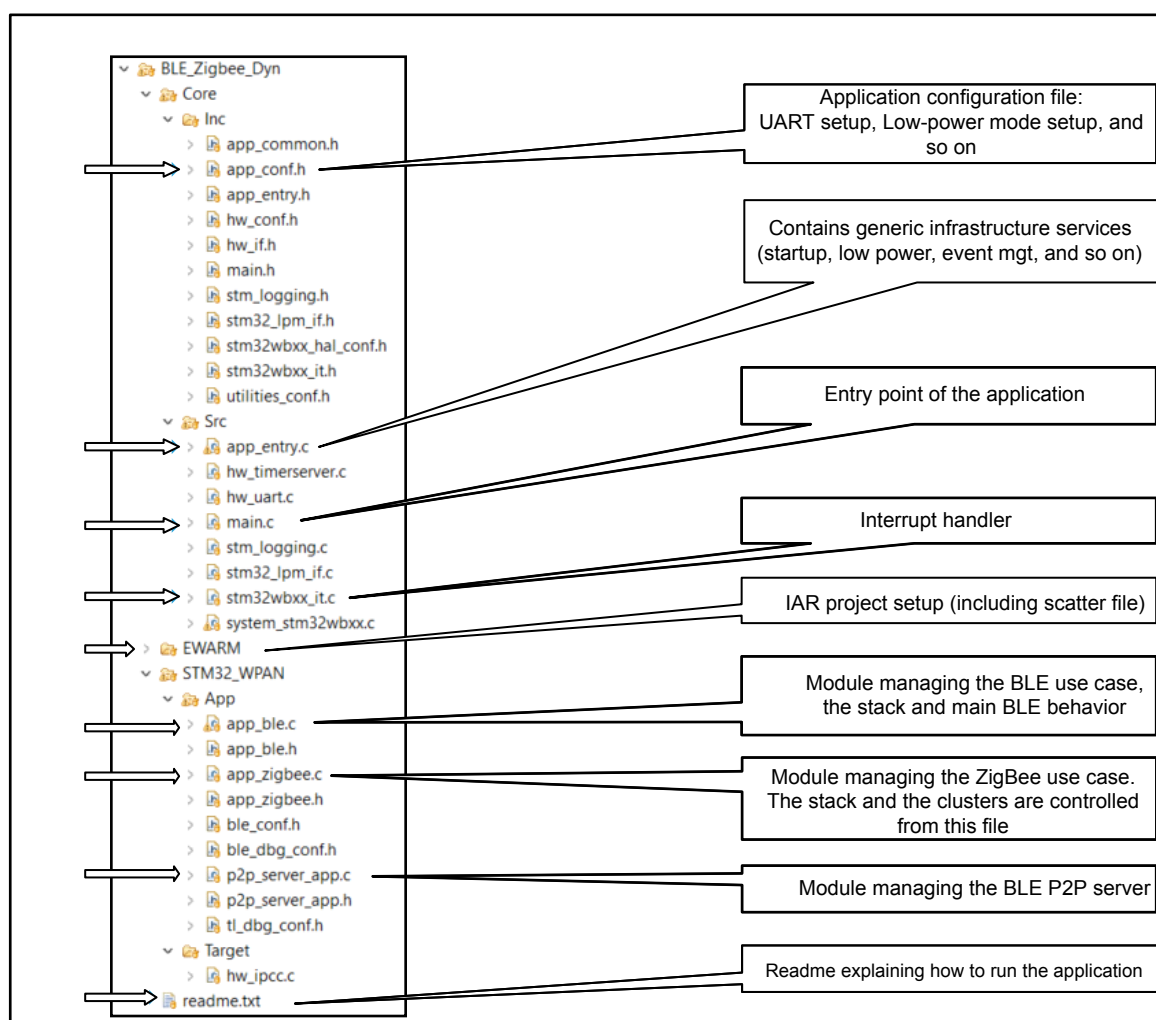 BLE_Zigbee_Dyn
Core
Inc
app_common.h
app_conf.h
app_entry.h
hw_conf.h
hw_if.h
main.h
stm_logging.h
stm32_lpm_if.h
stm32wbxx_hal_conf.h
stm32wbxx_it.h
utilities_conf.h
Src
app_entry.c
hw_timerserver.c
hw_uart.c
main.c
stm_logging.c
stm32_lpm_if.c
stm32wbxx_it.c
system_stm32wbxx.c
EWARM
STM32_WPAN
App
app_ble.c
app_ble.h
app_zigbee.c
app_zigbee.h
ble_conf.h
ble_dbg_conf.h
p2p_server_app.c
p2p_server_app.h
tl_dbg_conf.h
Target
hw_ipcc.c
readme.txt
Application configuration file:
UART setup, Low-power mode setup, and
so on
Contains generic infrastructure services
(startup, low power, event mgt, and so on)
Entry point of the application
Interrupt handler
IAR project setup (including scatter file)
Module managing the BLE use case,
the stack and main BLE behavior
Module managing the ZigBee use case.
The stack and the clusters are controlled
from this file
Module managing the BLE P2P server
Readme explaining how to run the application